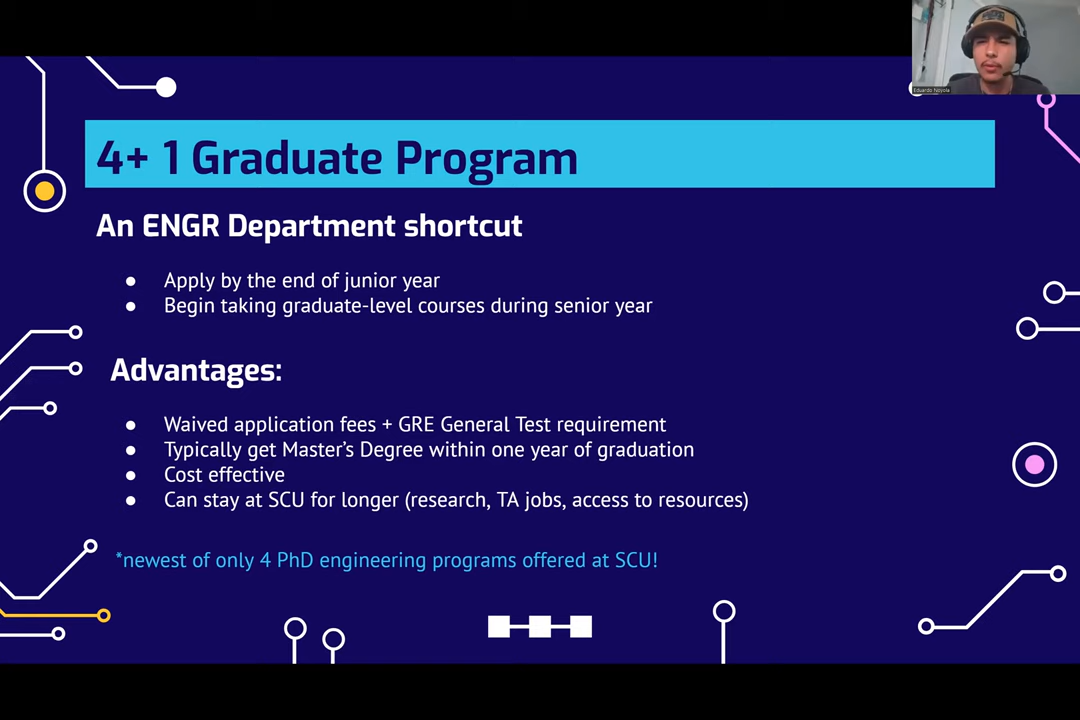 Eduardo Noyola
4+ 1 Graduate Program
An ENGR Department shortcut
● Apply by the end of junior year
● Begin taking graduate-level courses during senior year
Advantages:
● Waived application fees + GRE General Test requirement
● Typically get Master's Degree within one year of graduation
● Cost effective
● Can stay at SCU for longer (research, TA jobs, access to resources)
*newest of only 4 PhD engineering programs offered at SCU!